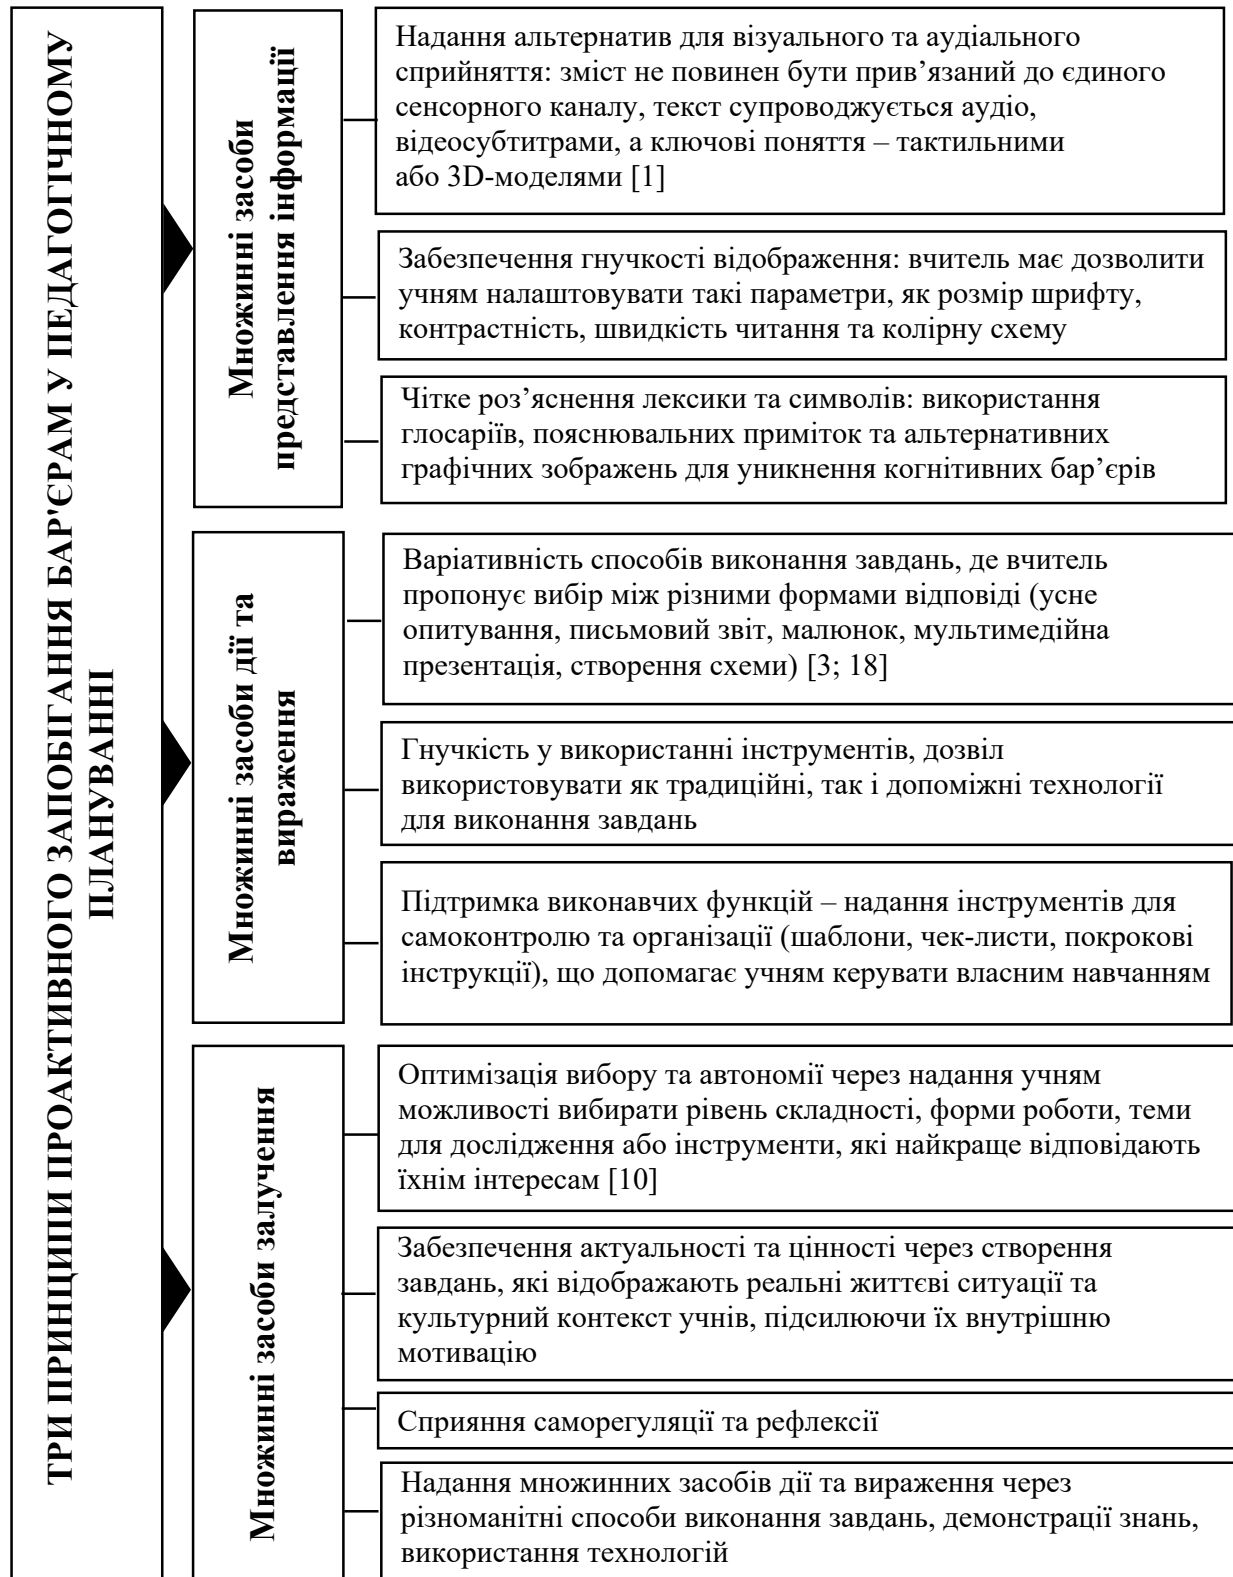 ТРИ ПРИНЦИПИ ПРОАКТИВНОГО ЗАПОБІГАННЯ БАР'ЄРАМ У ПЕДАГОГІЧНОМУ
ПЛАНУВАННІ
Множинні засоби
представлення інформації
Надання альтернатив для візуального та аудіального
сприйняття: зміст не повинен бути прив’язаний до єдиного
сенсорного каналу, текст супроводжується аудіо,
відеосубтитрами, а ключові поняття – тактильними
або 3D-моделями [1]
Забезпечення гнучкості відображення: вчитель має дозволити
учням налаштовувати такі параметри, як розмір шрифту,
контрастність, швидкість читання та колірну схему
Чітке роз’яснення лексики та символів: використання
глосаріїв, пояснювальних приміток та альтернативних
графічних зображень для уникнення когнітивних бар’єрів
Множинні засоби дії та
вираження
Варіативність способів виконання завдань, де вчитель
пропонує вибір між різними формами відповіді (усне
опитування, письмовий звіт, малюнок, мультимедійна
презентація, створення схеми) [3; 18]
Гнучкість у використанні інструментів, дозвіл
використовувати як традиційні, так і допоміжні технології
для виконання завдань
Підтримка виконавчих функцій – надання інструментів для
самоконтролю та організації (шаблони, чек-листи, покрокові
інструкції), що допомагає учням керувати власним навчанням
Множинні засоби залучення
Оптимізація вибору та автономії через надання учням
можливості вибирати рівень складності, форми роботи, теми
для дослідження або інструменти, які найкраще відповідають
їхнім інтересам [10]
Забезпечення актуальності та цінності через створення
завдань, які відображають реальні життєві ситуації та
культурний контекст учнів, підсилюючи їх внутрішню
мотивацію
Сприяння саморегуляції та рефлексії
Надання множинних засобів дії та вираження через
різноманітні способи виконання завдань, демонстрації знань,
використання технологій